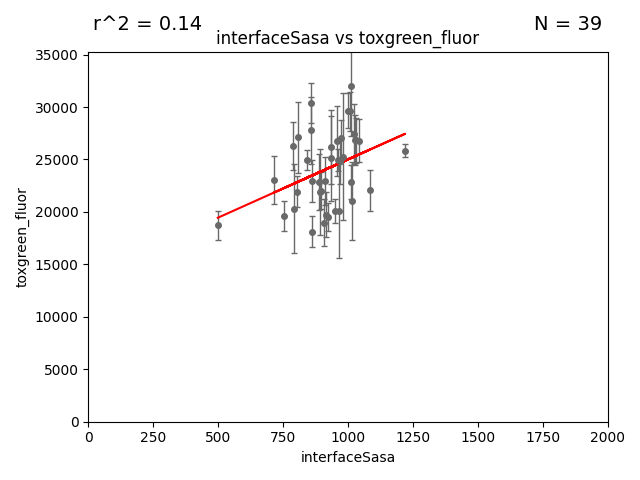 r^2 = 0.14
N = 39
interfaceSasa vs toxgreen_fluor
35000
30000
25000
20000
15000
10000
5000
0
toxgreen_fluor
0 250 500 750 1000 1250 1500 1750 2000
interfaceSasa